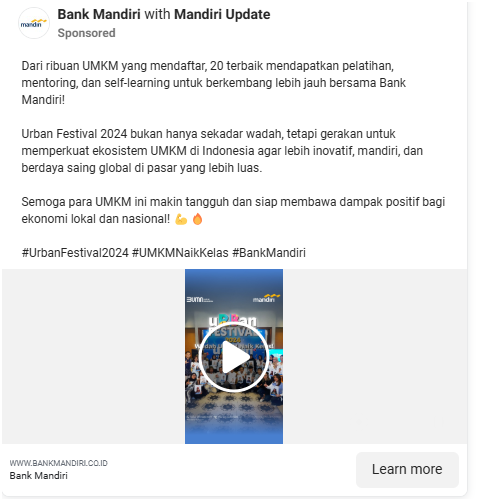 Bank Mandiri with Mandiri Update
mandiri
Sponsored
Dari ribuan UMKM yang mendaftar, 20 terbaik mendapatkan pelatihan,
mentoring, dan self-learning untuk berkembang lebih jauh bersama Bank
Mandiri!
Urban Festival 2024 bukan hanya sekadar wadah, tetapi gerakan untuk
memperkuat ekosistem UMKM di Indonesia agar lebih inovatif, mandiri, dan
berdaya saing global di pasar yang lebih luas.
Semoga para UMKM ini makin tangguh dan siap membawa dampak positif bagi
ekonomi lokal dan nasional! 💪 🔥
#UrbanFestival2024 #UMKMNaikKelas #BankMandiri
BUMN
mandiri
urban
FESTIVAL
WWW.BANKMANDIRI.CO.ID
Bank Mandiri
Learn more